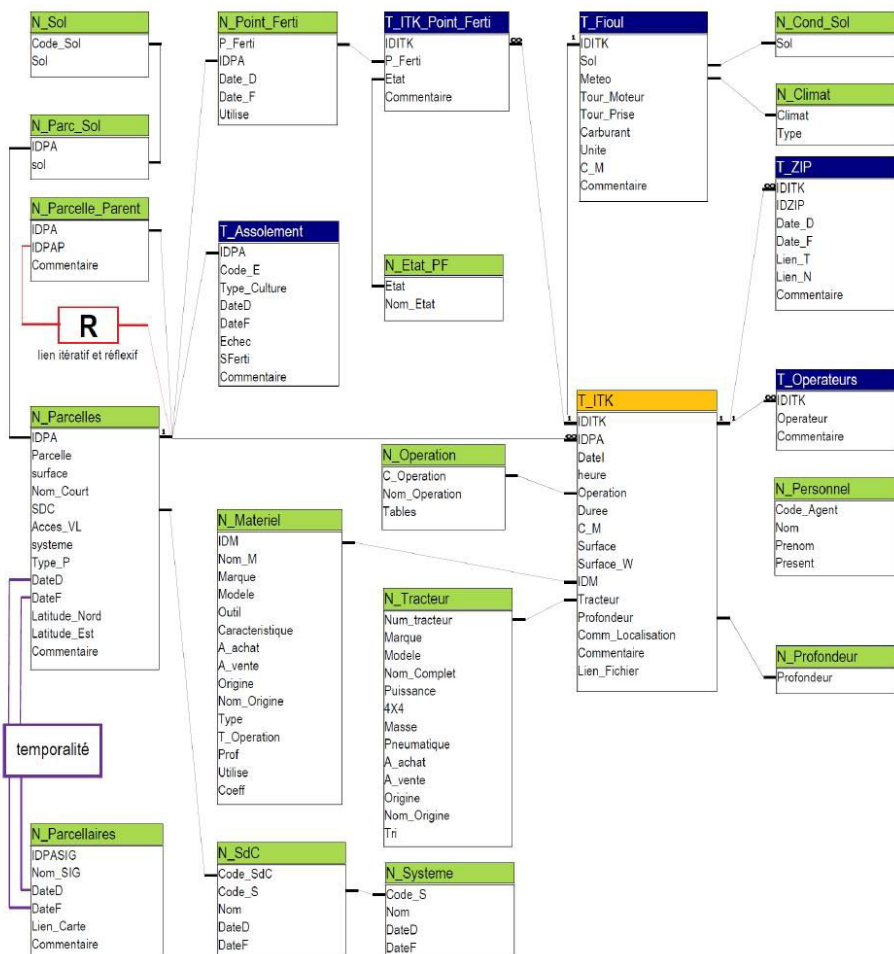 N_Sol
Code_Sol
Sol
N_Parc_Sol
IDPA
sol
N_Parcelle_Parent
IDPA
IDPAP
Commentaire
R
lien itératif et réflexif
N_Parcelles
IDPA
Parcelle
surface
Nom_Court
SDC
Acces_VL
systeme
Type_P
DateD
DateF
Latitude_Nord
Latitude_Est
Commentaire
1
temporalité
N_Parcellaires
IDPASIG
Nom_SIG
DateD
DateF
Lien_Carte
Commentaire
N_Point_Ferti
P_Ferti
IDPA
Date_D
Date_F
Utilise
T_Assolement
IDPA
Code_E
Type_Culture
DateD
DateF
Echec
SFerti
Commentaire
N_Materiel
IDM
Nom_M
Marque
Modele
Outil
Caracteristique
A_achat
A_vente
Origine
Nom_Origine
Type
T_Operation
Prof
Utilise
Coeff
N_SdC
Code_SdC
Code_S
Nom
DateD
DateF
T_ITK_Point_Ferti
IDITK
P_Ferti
Etat
Commentaire
∞
N_Etat_PF
Etat
Nom_Etat
N_Operation
C_Operation
Nom_Operation
Tables
N_Tracteur
Num_tracteur
Marque
Modele
Nom_Complet
Puissance
4X4
Masse
Pneumatique
A_achat
A_vente
Origine
Nom_Origine
Tri
N_Systeme
Code_S
Nom
DateD
DateF
T_Fioul
1
IDITK
Sol
Meteo
Tour_Moteur
Tour_Prise
Carburant
Unite
C_M
Commentaire
T_ITK
1
IDITK
1
∞
IDPA
DateI
heure
Operation
Duree
C_M
Surface
Surface_W
IDM
Tracteur
Profondeur
Comm_Localisation
Commentaire
Lien_Fichier
N_Cond_Sol
Sol
N_Climat
Climat
Type
T_ZIP
∞
IDITK
IDZIP
Date_D
Date_F
Lien_T
Lien_N
Commentaire
T_Operateurs
∞
IDITK
Operateur
Commentaire
N_Personnel
Code_Agent
Nom
Prenom
Present
N_Profondeur
Profondeur